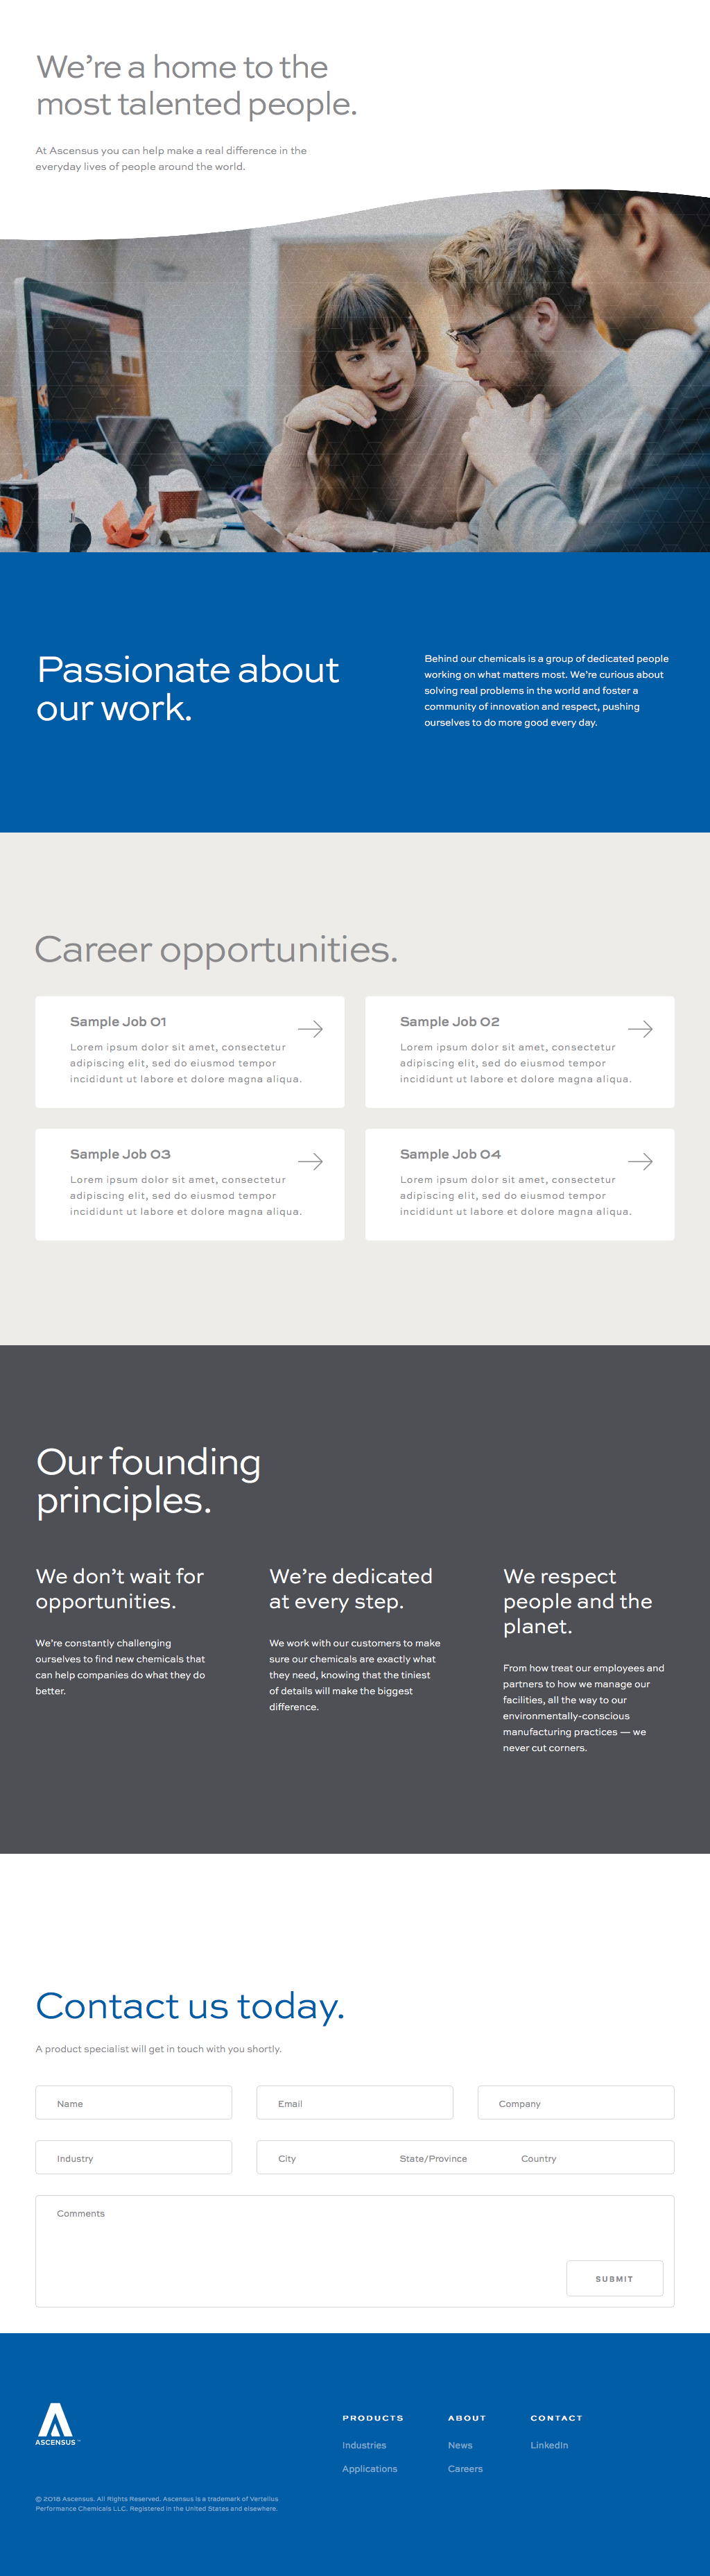 We're a home to the
most talented people.
At Ascensus you can help make a real difference in the
everyday lives of people around the world.
Passionate about
our work.
Behind our chemicals is a group of dedicated people
working on what matters most. We're curious about
solving real problems in the world and foster a
community of innovation and respect, pushing
ourselves to do more good every day.
Career opportunities.
Sample Job 01
Lorem ipsum dolor sit amet, consectetur
adipiscing elit, sed do eiusmod tempor
incididunt ut labore et dolore magna aliqua.
Sample Job 02
Lorem ipsum dolor sit amet, consectetur
adipiscing elit, sed do eiusmod tempor
incididunt ut labore et dolore magna aliqua.
Sample Job 03
Lorem ipsum dolor sit amet, consectetur
adipiscing elit, sed do eiusmod tempor
incididunt ut labore et dolore magna aliqua.
Sample Job 04
Lorem ipsum dolor sit amet, consectetur
adipiscing elit, sed do eiusmod tempor
incididunt ut labore et dolore magna aliqua.
Our founding
principles.
We don't wait for
opportunities.
We're constantly challenging
ourselves to find new chemicals that
can help companies do what they do
better.
We're dedicated
at every step.
We work with our customers to make
sure our chemicals are exactly what
they need, knowing that the tiniest
of details will make the biggest
difference.
We respect
people and the
planet.
From how treat our employees and
partners to how we manage our
facilities, all the way to our
environmentally-conscious
manufacturing practices — we
never cut corners.
Contact us today.
A product specialist will get in touch with you shortly.
Name
Email
Company
Industry
City
State/Province
Country
Comments
SUBMIT
ASCENSUS™
PRODUCTS
Industries
Applications
ABOUT
News
Careers
CONTACT
LinkedIn
© 2018 Ascensus. All Rights Reserved. Ascensus is a trademark of Vertellus
Performance Chemicals LLC. Registered in the United States and elsewhere.